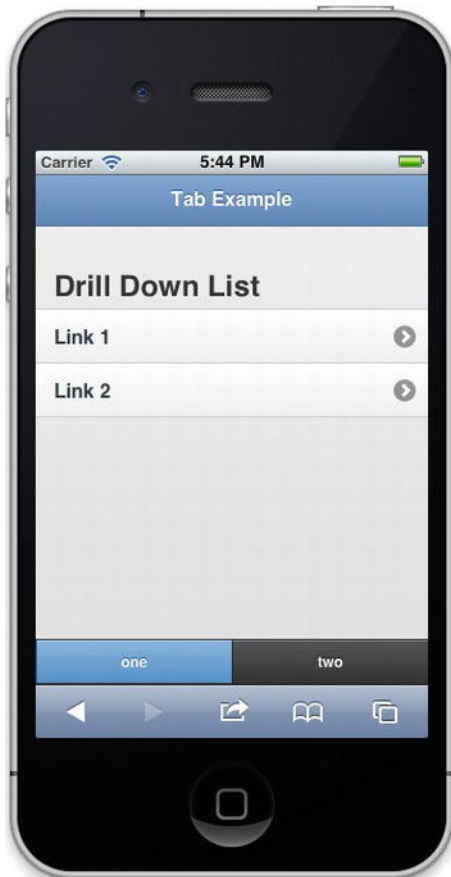 Carrier 5:44 PM
Tab Example
Drill Down List
Link 1
Link 2
one two